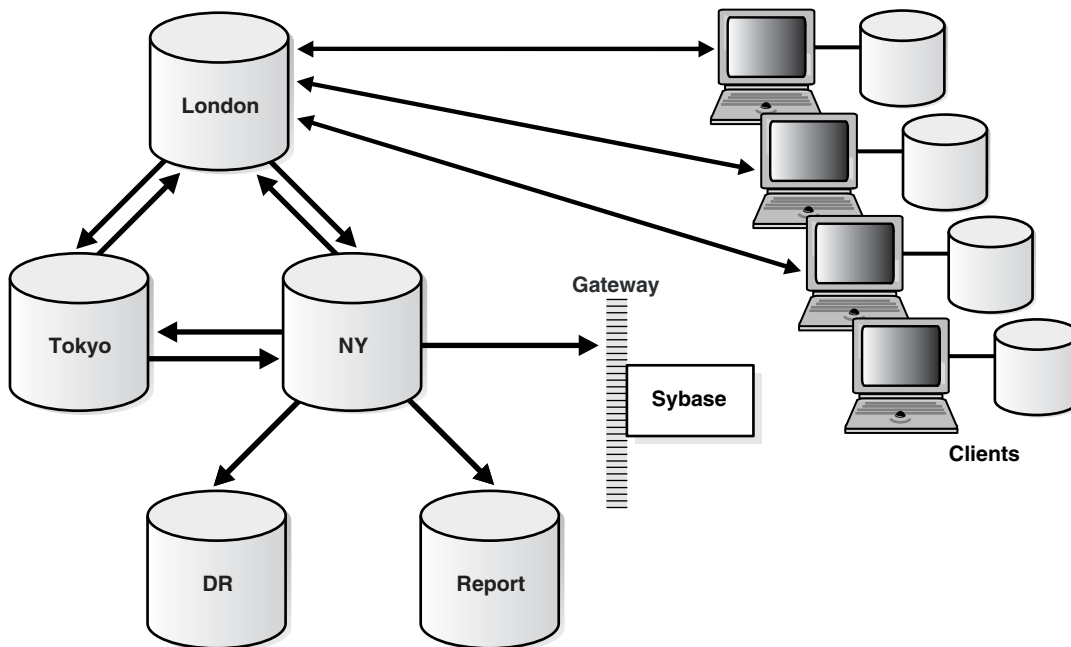 London
Gateway
Tokyo
NY
Sybase
Clients
DR
Report